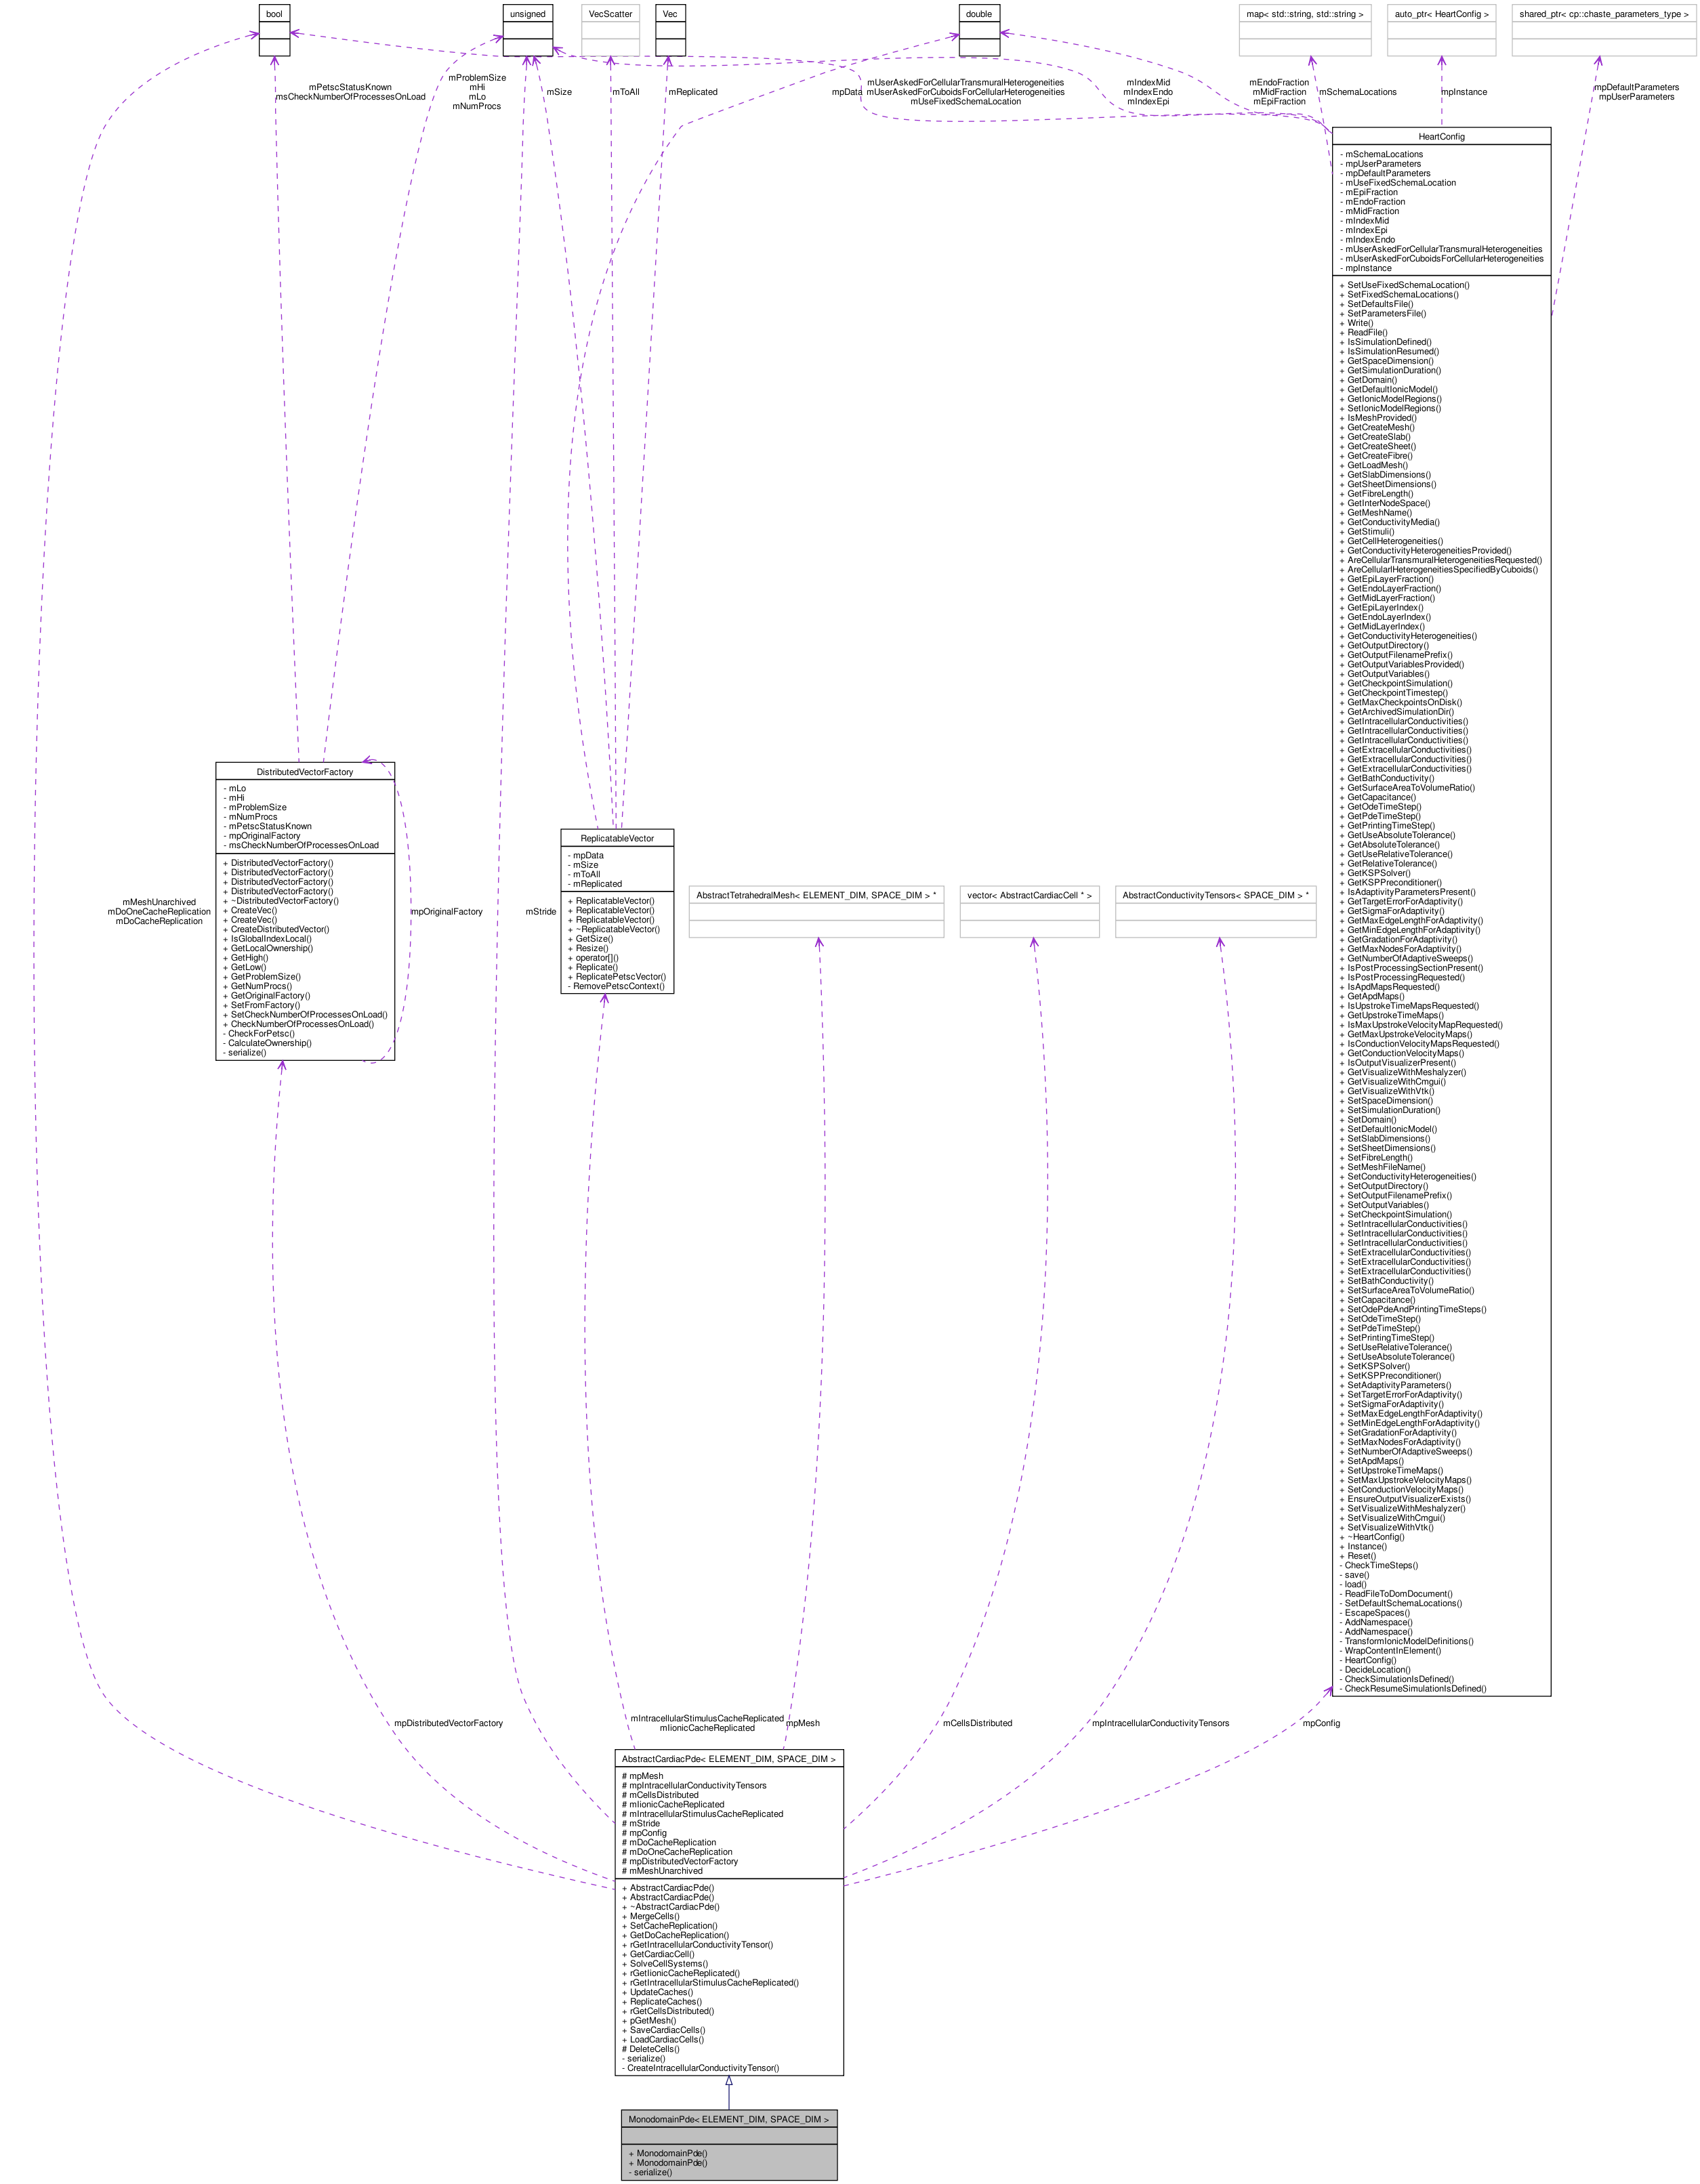 bool
unsigned
VecScatter
Vec
double
map< std::string, std::string >
auto_ptr< HeartConfig >
shared_ptr< cp::chaste_parameters_type >
mPetscStatusKnown
msCheckNumberOfProcessesOnLoad
mProblemSize
mHi
mLo
mNumProcs
mSize
mToAll
mReplicated
mpData
mUserAskedForCellularTransmuralHeterogeneities
mUserAskedForCuboidsForCellularHeterogeneities
mUseFixedSchemaLocation
mIndexMid
mIndexEndo
mIndexEpi
mEndoFraction
mMidFraction
mEpiFraction
mSchemaLocations
mpInstance
mpDefaultParameters
mpUserParameters
HeartConfig
- mSchemaLocations
- mpUserParameters
- mpDefaultParameters
- mUseFixedSchemaLocation
- mEpiFraction
- mEndoFraction
- mMidFraction
- mIndexMid
- mIndexEpi
- mIndexEndo
- mUserAskedForCellularTransmuralHeterogeneities
- mUserAskedForCuboidsForCellularHeterogeneities
- mpInstance
+ SetUseFixedSchemaLocation()
+ SetFixedSchemaLocations()
+ SetDefaultsFile()
+ SetParametersFile()
+ Write()
+ ReadFile()
+ IsSimulationDefined()
+ IsSimulationResumed()
+ GetSpaceDimension()
+ GetSimulationDuration()
+ GetDomain()
+ GetDefaultIonicModel()
+ GetIonicModelRegions()
+ SetIonicModelRegions()
+ IsMeshProvided()
+ GetCreateMesh()
+ GetCreateSlab()
+ GetCreateSheet()
+ GetCreateFibre()
+ GetLoadMesh()
+ GetSlabDimensions()
+ GetSheetDimensions()
+ GetFibreLength()
+ GetInterNodeSpace()
+ GetMeshName()
+ GetConductivityMedia()
+ GetStimuli()
+ GetCellHeterogeneities()
+ GetConductivityHeterogeneitiesProvided()
+ AreCellularTransmuralHeterogeneitiesRequested()
+ AreCellularlHeterogeneitiesSpecifiedByCuboids()
+ GetEpiLayerFraction()
+ GetEndoLayerFraction()
+ GetMidLayerFraction()
+ GetEpiLayerIndex()
+ GetEndoLayerIndex()
+ GetMidLayerIndex()
+ GetConductivityHeterogeneities()
+ GetOutputDirectory()
+ GetOutputFilenamePrefix()
+ GetOutputVariablesProvided()
+ GetOutputVariables()
+ GetCheckpointSimulation()
+ GetCheckpointTimestep()
+ GetMaxCheckpointsOnDisk()
+ GetArchivedSimulationDir()
+ GetIntracellularConductivities()
+ GetIntracellularConductivities()
+ GetIntracellularConductivities()
+ GetExtracellularConductivities()
+ GetExtracellularConductivities()
+ GetExtracellularConductivities()
+ GetBathConductivity()
+ GetSurfaceAreaToVolumeRatio()
+ GetCapacitance()
+ GetOdeTimeStep()
+ GetPdeTimeStep()
+ GetPrintingTimeStep()
+ GetUseAbsoluteTolerance()
+ GetAbsoluteTolerance()
+ GetUseRelativeTolerance()
+ GetRelativeTolerance()
+ GetKSPSolver()
+ GetKSPPreconditioner()
+ IsAdaptivityParametersPresent()
+ GetTargetErrorForAdaptivity()
+ GetSigmaForAdaptivity()
+ GetMaxEdgeLengthForAdaptivity()
+ GetMinEdgeLengthForAdaptivity()
+ GetGradationForAdaptivity()
+ GetMaxNodesForAdaptivity()
+ GetNumberOfAdaptiveSweeps()
+ IsPostProcessingSectionPresent()
+ IsPostProcessingRequested()
+ IsApdMapsRequested()
+ GetApdMaps()
+ IsUpstrokeTimeMapsRequested()
+ GetUpstrokeTimeMaps()
+ IsMaxUpstrokeVelocityMapRequested()
+ GetMaxUpstrokeVelocityMaps()
+ IsConductionVelocityMapsRequested()
+ GetConductionVelocityMaps()
+ IsOutputVisualizerPresent()
+ GetVisualizeWithMeshalyzer()
+ GetVisualizeWithCmgui()
+ GetVisualizeWithVtk()
+ SetSpaceDimension()
+ SetSimulationDuration()
+ SetDomain()
+ SetDefaultIonicModel()
+ SetSlabDimensions()
+ SetSheetDimensions()
+ SetFibreLength()
+ SetMeshFileName()
+ SetConductivityHeterogeneities()
+ SetOutputDirectory()
+ SetOutputFilenamePrefix()
+ SetOutputVariables()
+ SetCheckpointSimulation()
+ SetIntracellularConductivities()
+ SetIntracellularConductivities()
+ SetIntracellularConductivities()
+ SetExtracellularConductivities()
+ SetExtracellularConductivities()
+ SetExtracellularConductivities()
+ SetBathConductivity()
+ SetSurfaceAreaToVolumeRatio()
+ SetCapacitance()
+ SetOdePdeAndPrintingTimeSteps()
+ SetOdeTimeStep()
+ SetPdeTimeStep()
+ SetPrintingTimeStep()
+ SetUseRelativeTolerance()
+ SetUseAbsoluteTolerance()
+ SetKSPSolver()
+ SetKSPPreconditioner()
+ SetAdaptivityParameters()
+ SetTargetErrorForAdaptivity()
+ SetSigmaForAdaptivity()
+ SetMaxEdgeLengthForAdaptivity()
+ SetMinEdgeLengthForAdaptivity()
+ SetGradationForAdaptivity()
+ SetMaxNodesForAdaptivity()
+ SetNumberOfAdaptiveSweeps()
+ SetApdMaps()
+ SetUpstrokeTimeMaps()
+ SetMaxUpstrokeVelocityMaps()
+ SetConductionVelocityMaps()
+ EnsureOutputVisualizerExists()
+ SetVisualizeWithMeshalyzer()
+ SetVisualizeWithCmgui()
+ SetVisualizeWithVtk()
+ ~HeartConfig()
+ Instance()
+ Reset()
- CheckTimeSteps()
- save()
- load()
- ReadFileToDomDocument()
- SetDefaultSchemaLocations()
- EscapeSpaces()
- AddNamespace()
- AddNamespace()
- TransformIonicModelDefinitions()
- WrapContentInElement()
- HeartConfig()
- DecideLocation()
- CheckSimulationIsDefined()
- CheckResumeSimulationIsDefined()
DistributedVectorFactory
- mLo
- mHi
- mProblemSize
- mNumProcs
- mPetscStatusKnown
- mpOriginalFactory
- msCheckNumberOfProcessesOnLoad
+ DistributedVectorFactory()
+ DistributedVectorFactory()
+ DistributedVectorFactory()
+ DistributedVectorFactory()
+ ~DistributedVectorFactory()
+ CreateVec()
+ CreateVec()
+ CreateDistributedVector()
+ IsGlobalIndexLocal()
+ GetLocalOwnership()
+ GetHigh()
+ GetLow()
+ GetProblemSize()
+ GetNumProcs()
+ GetOriginalFactory()
+ SetFromFactory()
+ SetCheckNumberOfProcessesOnLoad()
+ CheckNumberOfProcessesOnLoad()
- CheckForPetsc()
- CalculateOwnership()
- serialize()
ReplicatableVector
- mpData
- mSize
- mToAll
- mReplicated
+ ReplicatableVector()
+ ReplicatableVector()
+ ReplicatableVector()
+ ~ReplicatableVector()
+ GetSize()
+ Resize()
+ operator[]()
+ Replicate()
+ ReplicatePetscVector()
- RemovePetscContext()
AbstractTetrahedralMesh< ELEMENT_DIM, SPACE_DIM > *
vector< AbstractCardiacCell * >
AbstractConductivityTensors< SPACE_DIM > *
mMeshUnarchived
mDoOneCacheReplication
mDoCacheReplication
mpOriginalFactory
mStride
mpDistributedVectorFactory
mIntracellularStimulusCacheReplicated
mIionicCacheReplicated
mpMesh
mCellsDistributed
mpIntracellularConductivityTensors
mpConfig
AbstractCardiacPde< ELEMENT_DIM, SPACE_DIM >
# mpMesh
# mpIntracellularConductivityTensors
# mCellsDistributed
# mIionicCacheReplicated
# mIntracellularStimulusCacheReplicated
# mStride
# mpConfig
# mDoCacheReplication
# mDoOneCacheReplication
# mpDistributedVectorFactory
# mMeshUnarchived
+ AbstractCardiacPde()
+ AbstractCardiacPde()
+ ~AbstractCardiacPde()
+ MergeCells()
+ SetCacheReplication()
+ GetDoCacheReplication()
+ rGetIntracellularConductivityTensor()
+ GetCardiacCell()
+ SolveCellSystems()
+ rGetIionicCacheReplicated()
+ rGetIntracellularStimulusCacheReplicated()
+ UpdateCaches()
+ ReplicateCaches()
+ rGetCellsDistributed()
+ pGetMesh()
+ SaveCardiacCells()
+ LoadCardiacCells()
# DeleteCells()
- serialize()
- CreateIntracellularConductivityTensor()
MonodomainPde< ELEMENT_DIM, SPACE_DIM >
+ MonodomainPde()
+ MonodomainPde()
- serialize()